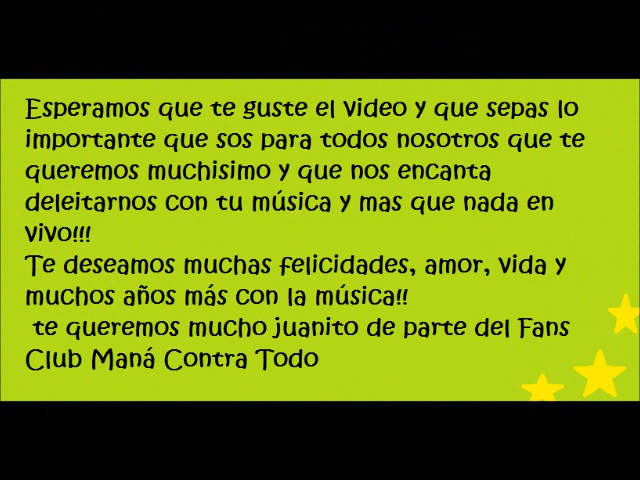 Esperamos que te guste el video y que sepas lo
importante que sos para todos nosotros que te
queremos muchisimo y que nos encanta
deleitarnos con tu música y mas que nada en
vivo!!!
Te deseamos muchas felicidades, amor, vida y
muchos años más con la música!!
te queremos mucho juanito de parte del Fans
Club Maná Contra Todo